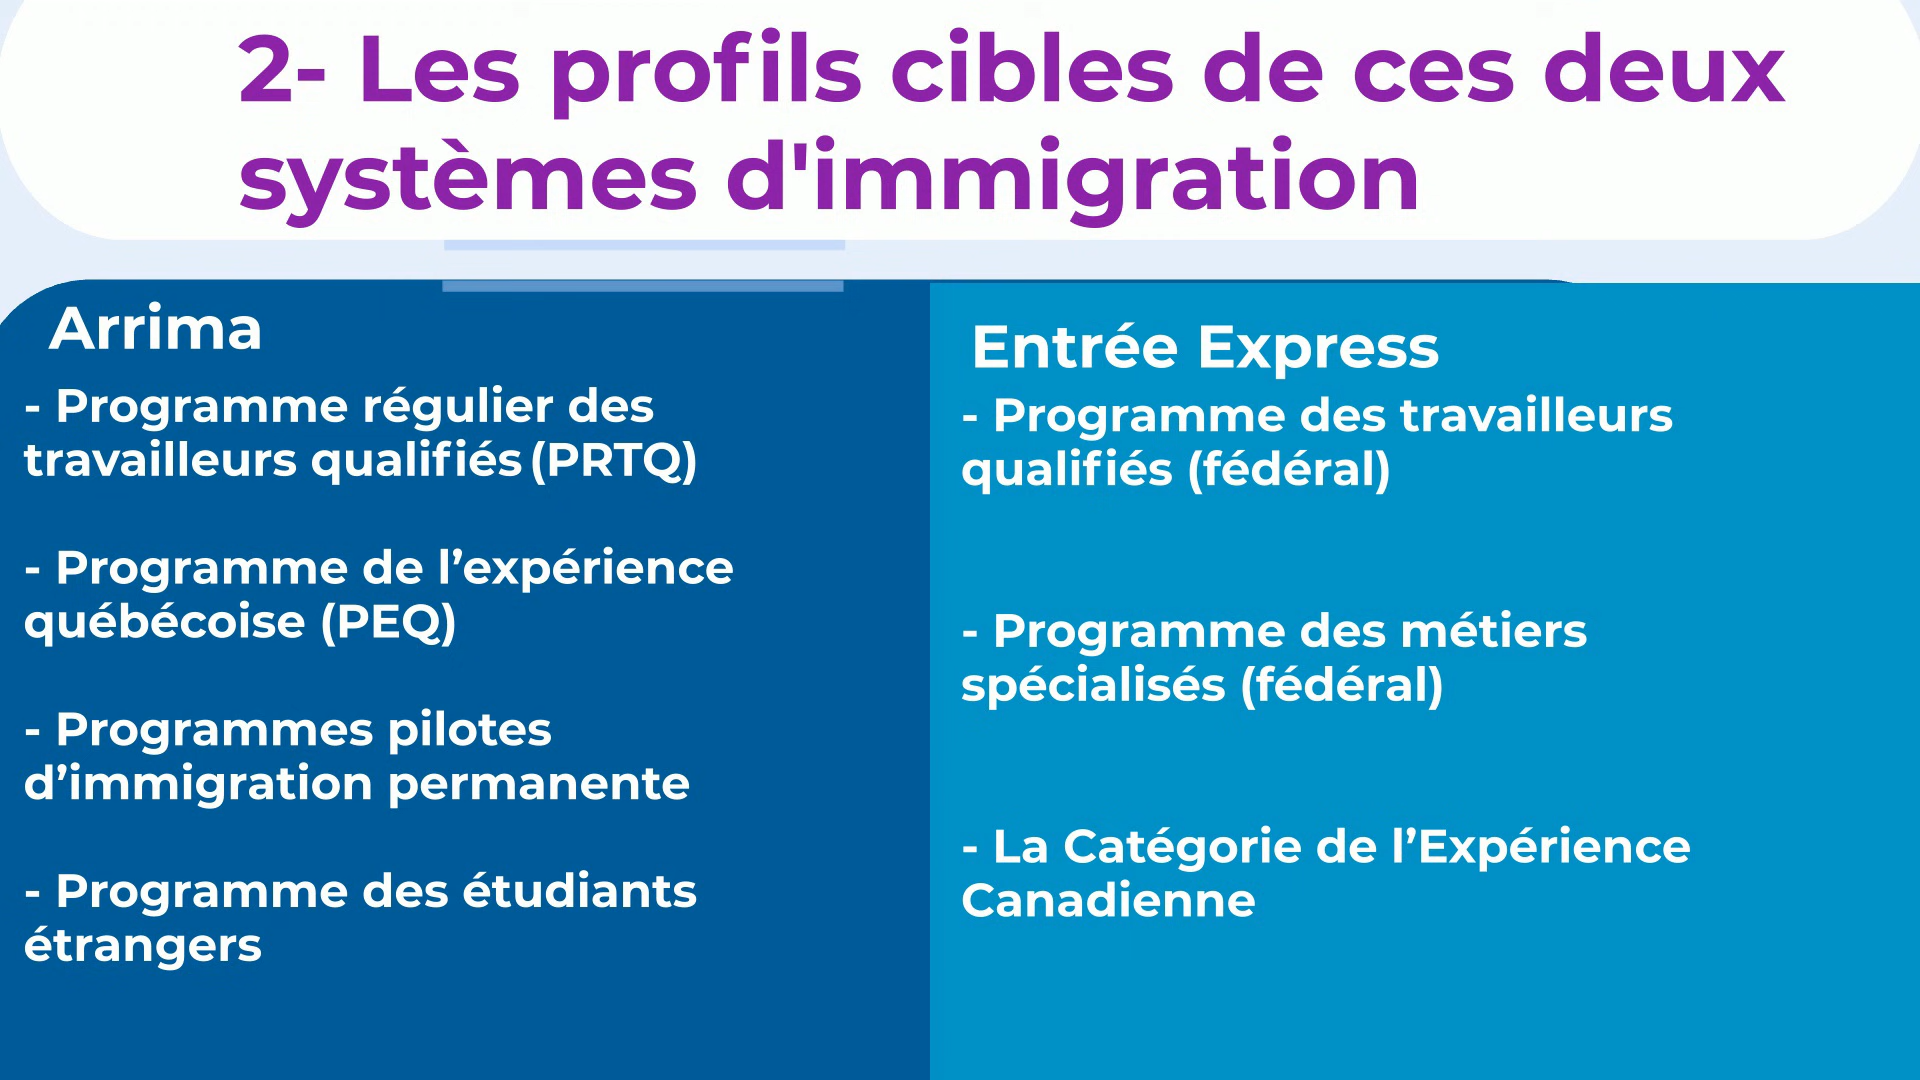 2- Les profils cibles de ces deux
systèmes d'immigration
Arrima
- Programme régulier des
travailleurs qualifiés (PRTQ)
- Programme de l’expérience
québécoise (PEQ)
- Programmes pilotes
d’immigration permanente
- Programme des étudiants
étrangers
Entrée Express
- Programme des travailleurs
qualifiés (fédéral)
- Programme des métiers
spécialisés (fédéral)
- La Catégorie de l’Expérience
Canadienne